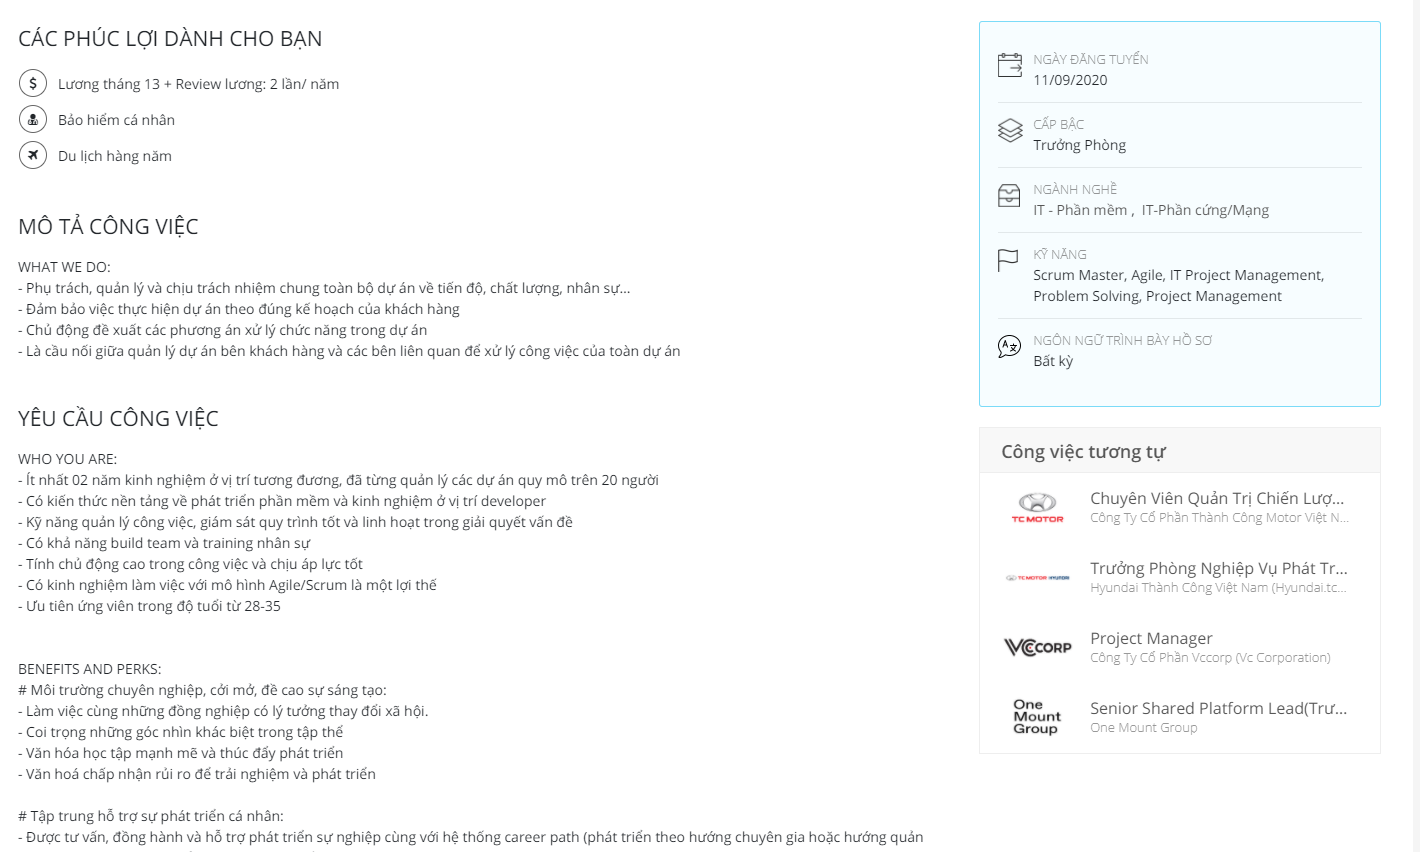 CÁC PHÚC LỢI DÀNH CHO BẠN
Lương tháng 13 + Review lương: 2 lần/ năm
Bảo hiểm cá nhân
Du lịch hàng năm
MÔ TẢ CÔNG VIỆC
WHAT WE DO:
- Phụ trách, quản lý và chịu trách nhiệm chung toàn bộ dự án về tiến độ, chất lượng, nhân sự...
- Đảm bảo việc thực hiện dự án theo đúng kế hoạch của khách hàng
- Chủ động đề xuất các phương án xử lý chức năng trong dự án
- Là cầu nối giữa quản lý dự án bên khách hàng và các bên liên quan để xử lý công việc của toàn dự án
YÊU CẦU CÔNG VIỆC
WHO YOU ARE:
- Ít nhất 02 năm kinh nghiệm ở vị trí tương đương, đã từng quản lý các dự án quy mô trên 20 người
- Có kiến thức nền tảng về phát triển phần mềm và kinh nghiệm ở vị trí developer
- Kỹ năng quản lý công việc, giám sát quy trình tốt và linh hoạt trong giải quyết vấn đề
- Có khả năng build team và training nhân sự
- Tính chủ động cao trong công việc và chịu áp lực tốt
- Có kinh nghiệm làm việc với mô hình Agile/Scrum là một lợi thế
- Ưu tiên ứng viên trong độ tuổi từ 28-35
BENEFITS AND PERKS:
# Môi trường chuyên nghiệp, cởi mở, đề cao sự sáng tạo:
- Làm việc cùng những đồng nghiệp có lý tưởng thay đổi xã hội.
- Coi trọng những góc nhìn khác biệt trong tập thể
- Văn hóa học tập mạnh mẽ và thúc đẩy phát triển
- Văn hoá chấp nhận rủi ro để trải nghiệm và phát triển
# Tập trung hỗ trợ sự phát triển cá nhân:
- Được tư vấn, đồng hành và hỗ trợ phát triển sự nghiệp cùng với hệ thống career path (phát triển theo hướng chuyên gia hoặc hướng quản
NGÀY ĐĂNG TUYỂN
11/09/2020
CẤP BẬC
Trưởng Phòng
NGÀNH NGHỀ
IT - Phần mềm , IT-Phần cứng/Mạng
KỸ NĂNG
Scrum Master, Agile, IT Project Management,
Problem Solving, Project Management
NGÔN NGỮ TRÌNH BÀY HỒ SƠ
Bất kỳ
Công việc tương tự
TC MOTOR
Chuyên Viên Quản Trị Chiến Lượ...
Công Ty Cổ Phần Thành Công Motor Việt N...
TC MOTOR HYUNDAI
Trưởng Phòng Nghiệp Vụ Phát Tr...
Hyundai Thành Công Việt Nam (Hyundai.tc...
VCCORP
Project Manager
Công Ty Cổ Phần Vccorp (Vc Corporation)
One
Mount
Group
Senior Shared Platform Lead(Trư...
One Mount Group